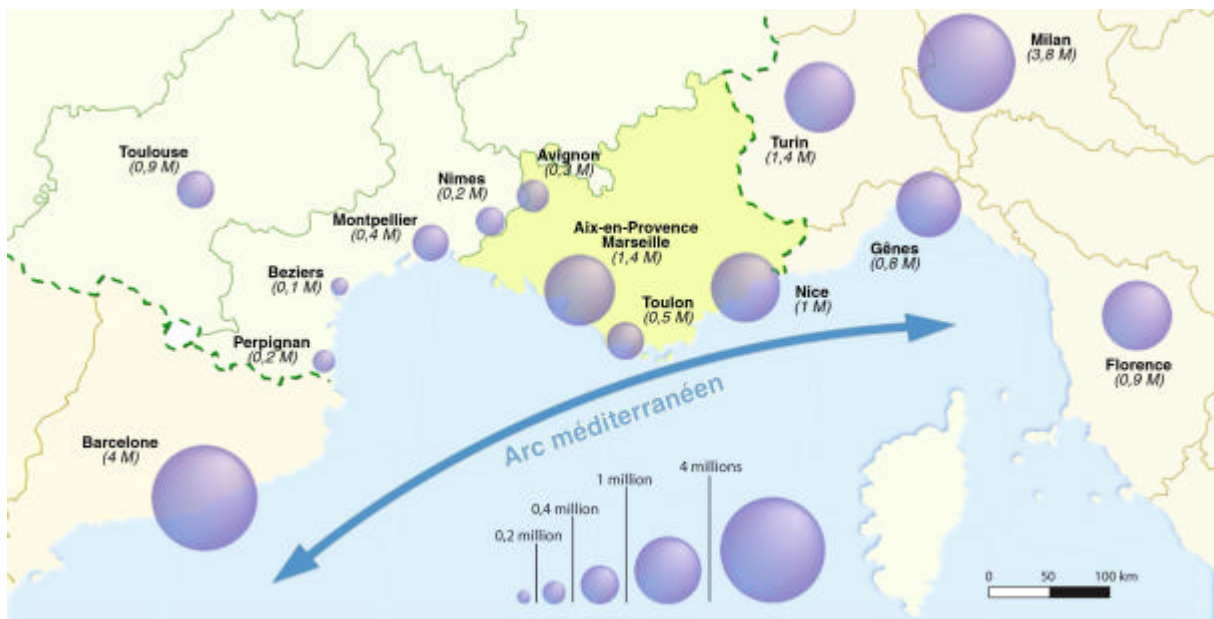 Milan
(3,8 M)
Turin
(1,4 M)
Toulouse
(0,9 M)
Avignon
(0,3 M)
Nimes
(0,2 M)
Montpellier
(0,4 M)
Aix-en-Provence
Marseille
(1,4 M)
Gênes
(0,8 M)
Beziers
(0,1 M)
Toulon
(0,5 M)
Nice
(1 M)
Perpignan
(0,2 M)
Florence
(0,9 M)
Arc méditerranéen
Barcelone
(4 M)
4 millions
1 million
0,4 million
0,2 million
0 50 100 km